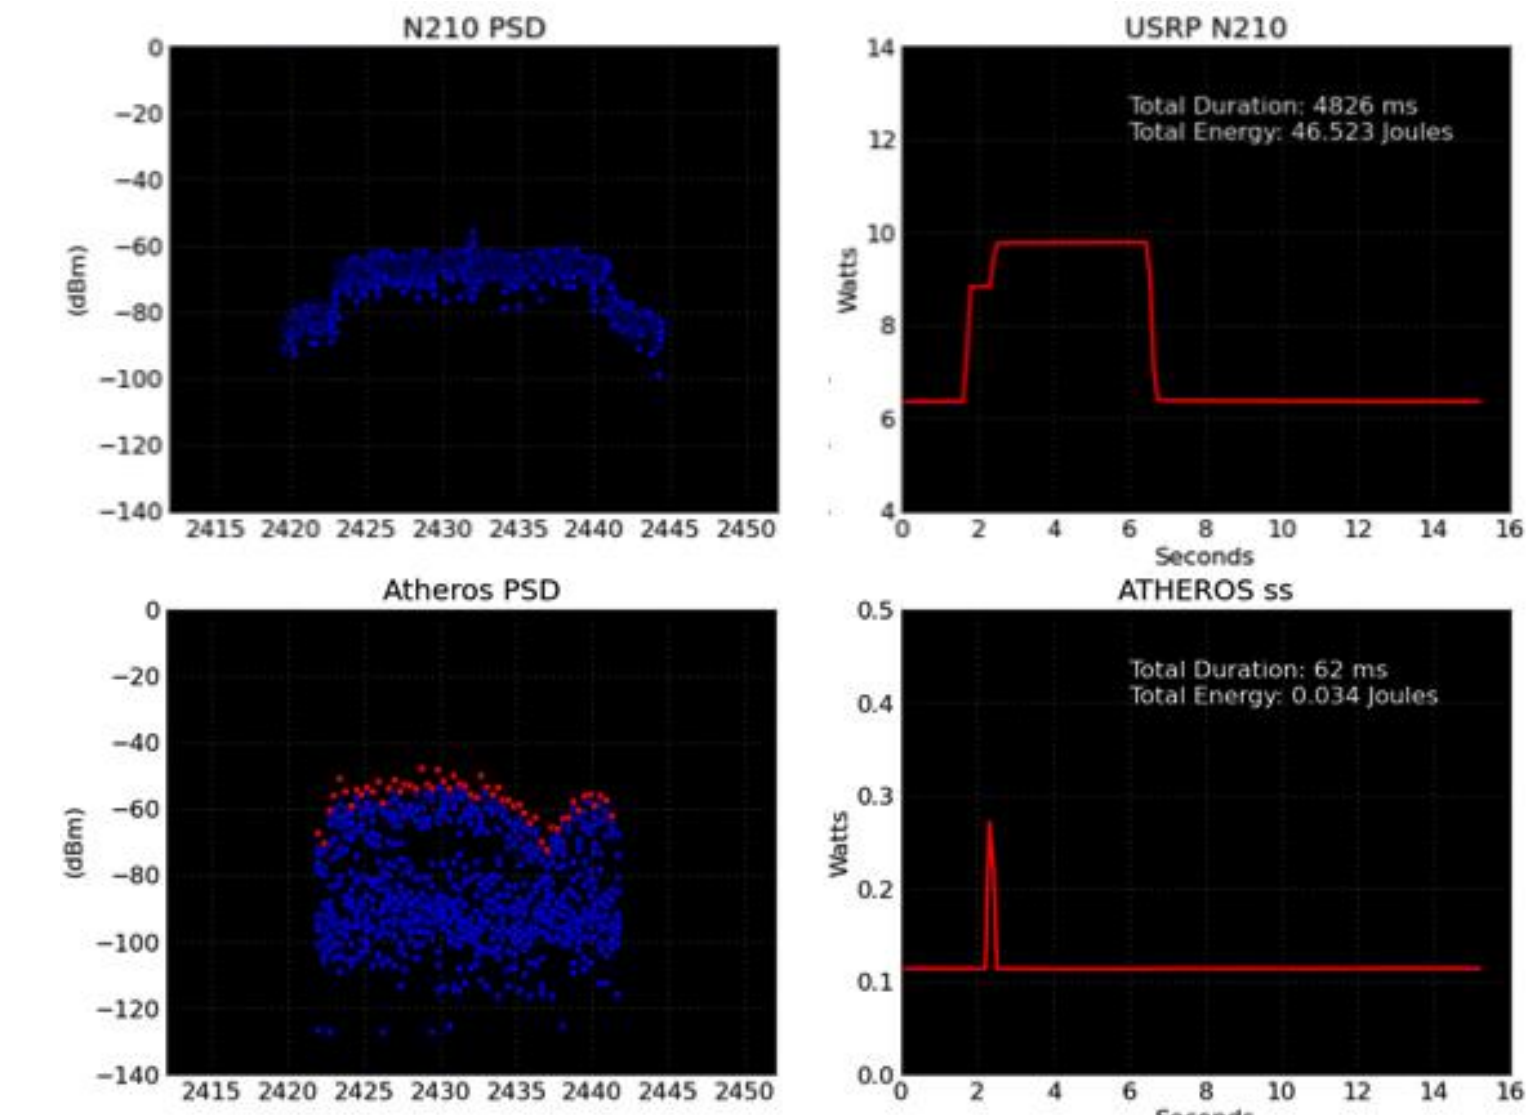 N210 PSD
0
−20
−40
−60
−80
−100
−120
−140
(dBm)
2415 2420 2425 2430 2435 2440 2445 2450
USRP N210
14
12
10
8
6
4
Watts
Total Duration: 4826 ms
Total Energy: 46.523 Joules
0 2 4 6 8 10 12 14 16
Seconds
Atheros PSD
0
−20
−40
−60
−80
−100
−120
−140
(dBm)
2415 2420 2425 2430 2435 2440 2445 2450
ATHEROS ss
0.5
0.4
0.3
0.2
0.1
0.0
Watts
Total Duration: 62 ms
Total Energy: 0.034 Joules
0 2 4 6 8 10 12 14 16